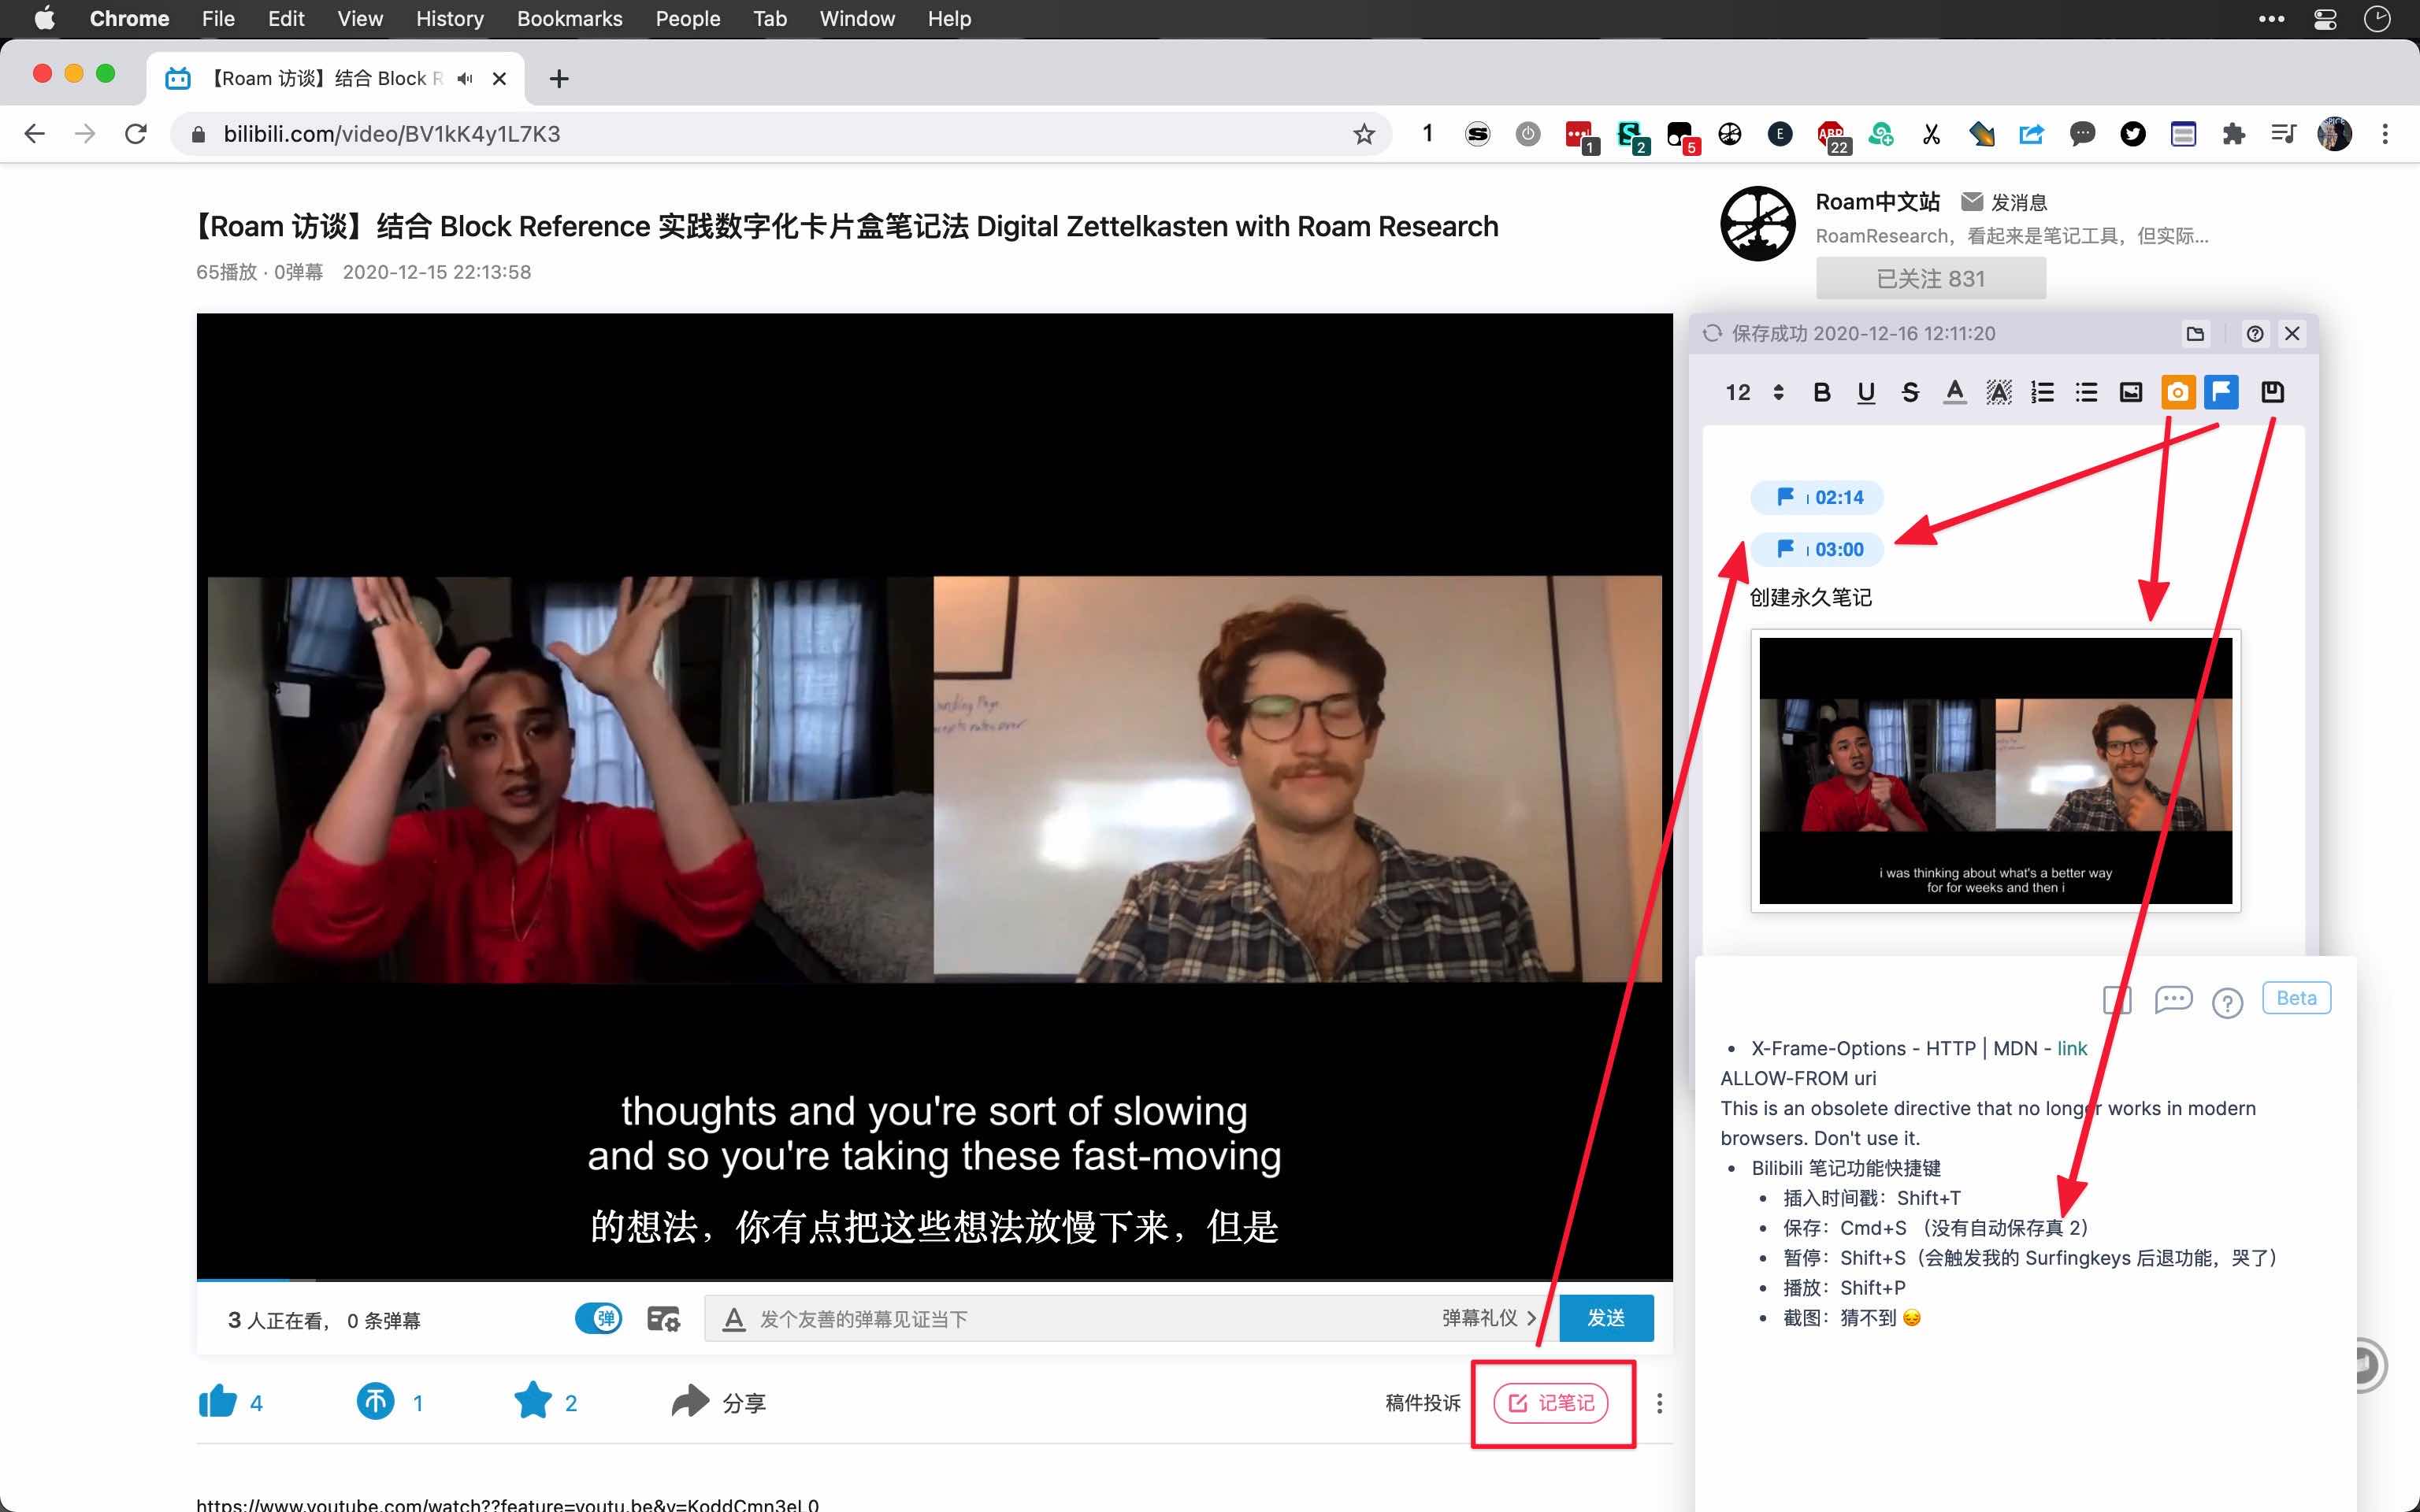 Chrome File Edit View History Bookmarks People Tab Window Help
【Roam 访谈】结合 Block R
bilibili.com/video/BV1kK4y1L7K3
1
1
2
5
E
ABP
22
【Roam 访谈】结合 Block Reference 实践数字化卡片盒笔记法 Digital Zettelkasten with Roam Research
65播放 · 0弹幕 2020-12-15 22:13:58
Roam中文站 发消息
RoamResearch，看起来是笔记工具，但实际...
已关注 831
保存成功 2020-12-16 12:11:20
12 B U S A A
02:14
03:00
创建永久笔记
i was thinking about what's a better way
for for weeks and then i
thoughts and you're sort of slowing
and so you're taking these fast-moving
的想法，你有点把这些想法放慢下来，但是
Beta
• X-Frame-Options - HTTP | MDN - link
ALLOW-FROM uri
This is an obsolete directive that no longer works in modern
browsers. Don't use it.
• Bilibili 笔记功能快捷键
• 插入时间戳：Shift+T
• 保存：Cmd+S （没有自动保存真 2）
• 暂停：Shift+S（会触发我的 Surfingkeys 后退功能，哭了）
• 播放：Shift+P
• 截图：猜不到 😔
3 人正在看， 0 条弹幕
弹
A 发个友善的弹幕见证当下
弹幕礼仪 >
发送
4
1
2
分享
稿件投诉
记笔记
https://www.youtube.com/watch??feature=youtu.be&v=KoddCmn3eL0